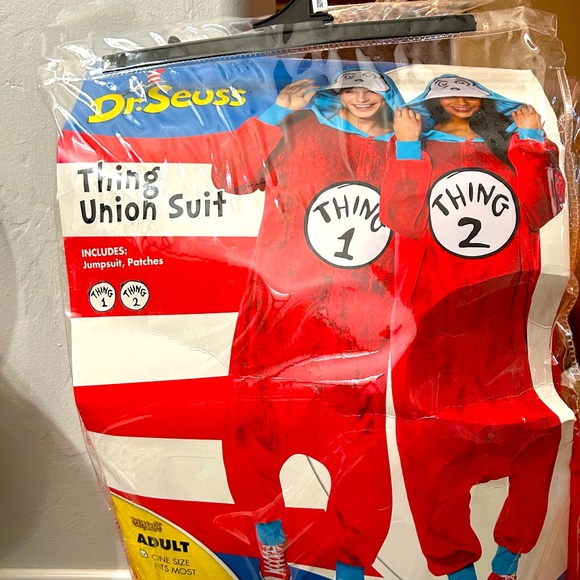 Dr. Seuss
Thing
Union Suit
INCLUDES:
Jumpsuit, Patches
THING
1
THING
2
THING
1
THING
2
ADULT
ONE SIZE
FITS MOST